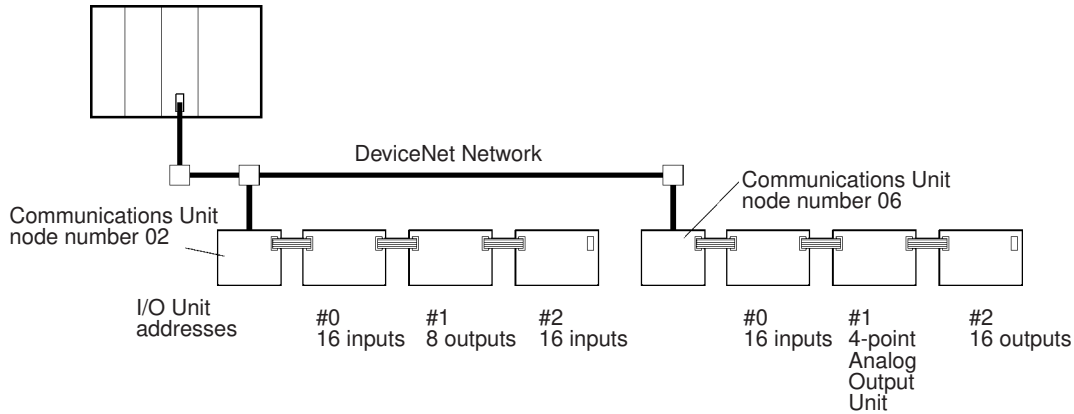 DeviceNet Network
Communications Unit
node number 06
Communications Unit
node number 02
I/O Unit
addresses
#0
16 inputs
#1
8 outputs
#2
16 inputs
#0
16 inputs
#1
4-point
Analog
Output
Unit
#2
16 outputs